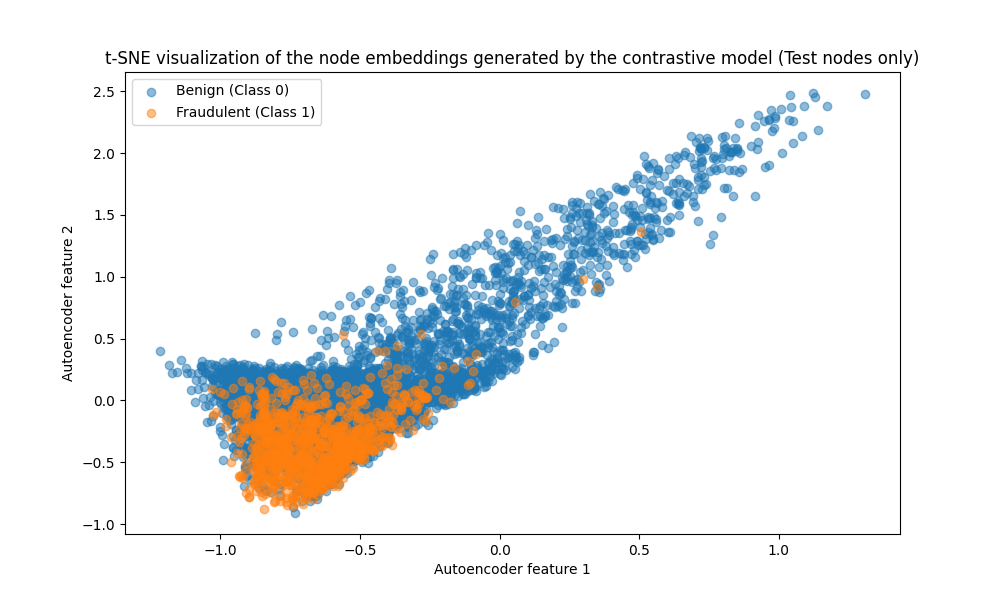 t-SNE visualization of the node embeddings generated by the contrastive model (Test nodes only)
Benign (Class 0)
Fraudulent (Class 1)
Autoencoder feature 2
2.5
2.0
1.5
1.0
0.5
0.0
−0.5
−1.0
−1.0 −0.5 0.0 0.5 1.0
Autoencoder feature 1